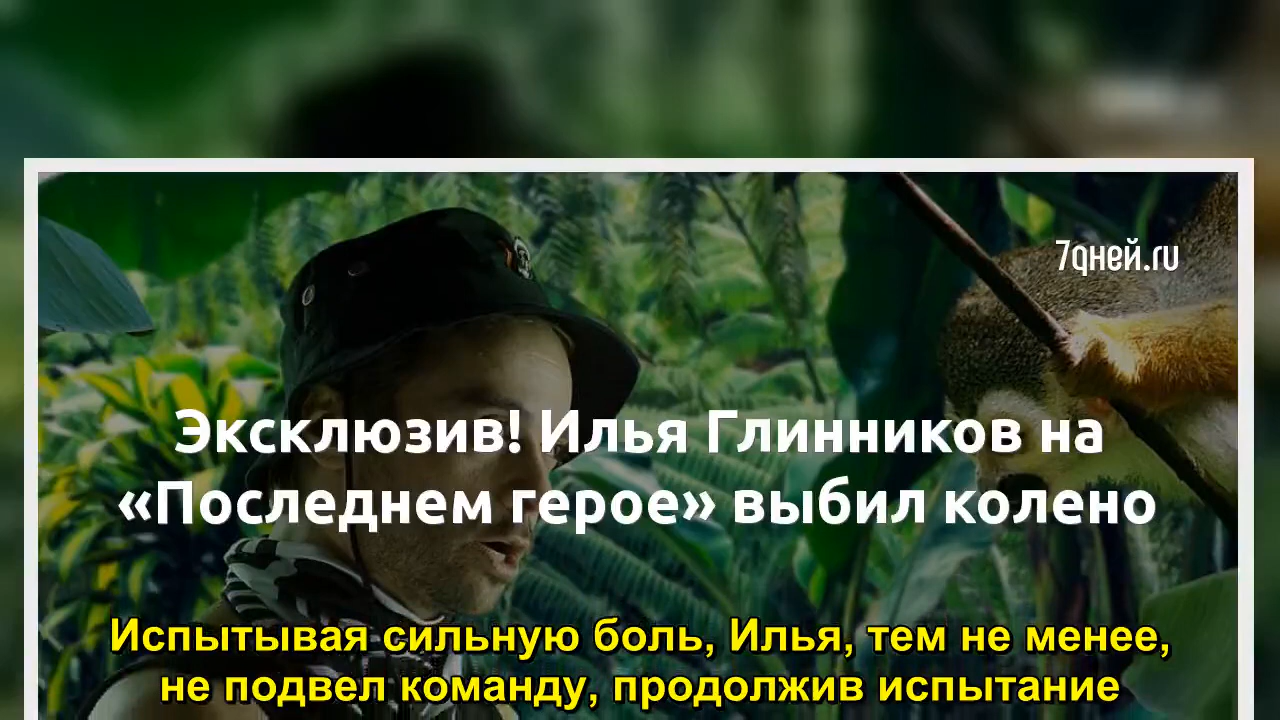 7дней.ru
Эксклюзив! Илья Глинников на
«Последнем герое» выбил колено
Испытывая сильную боль, Илья, тем не менее,
не подвел команду, продолжив испытание